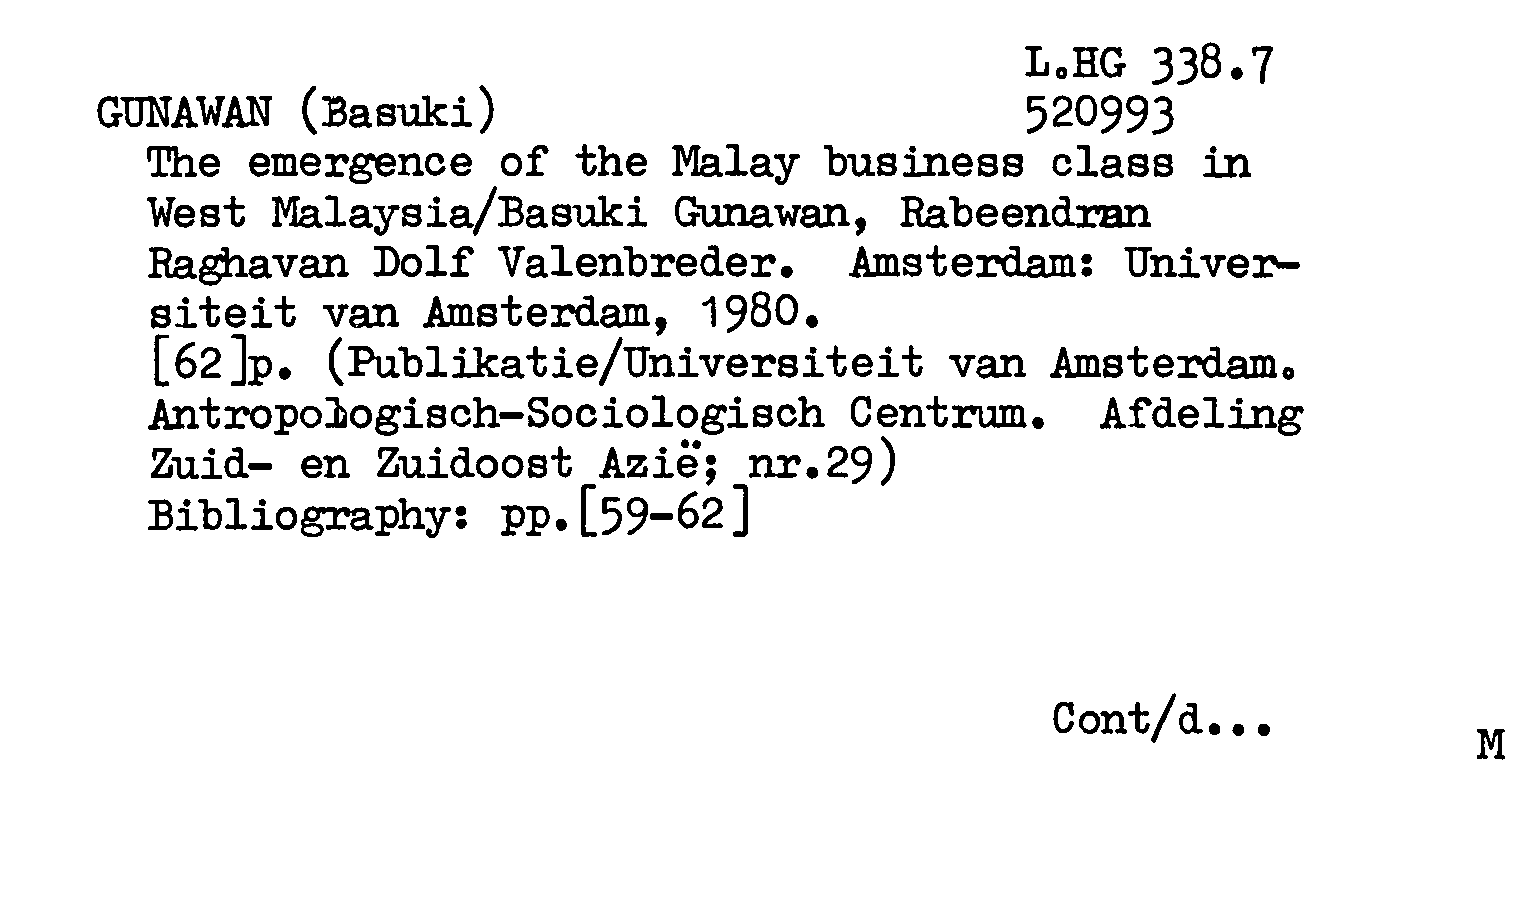 L.HG 338.7
GUNAWAN (Basuki) 520993
The emergence of the Malay business class in
West Malaysia/Basuki Gunawan, Rabeendran
Raghavan Dolf Valenbreder. Amsterdam: Univer-
siteit van Amsterdam, 1980.
[62]p. (Publikatie/Universiteit van Amsterdam.
Antropologisch-Sociologisch Centrum. Afdeling
Zuid- en Zuidoost Azië; nr.29)
Bibliography: pp.[59-62]
Cont/d...
M